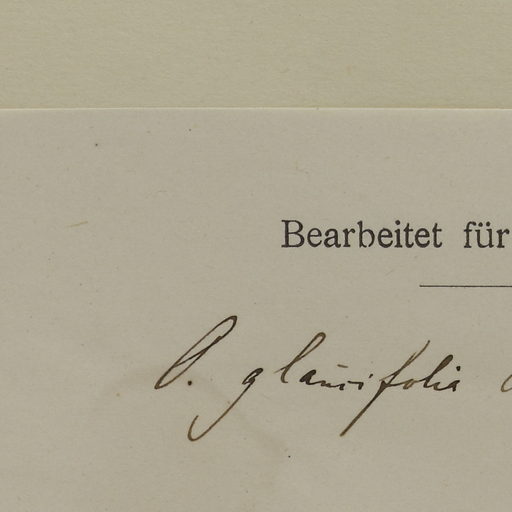 Bearbeitet für
P. glaucifolia